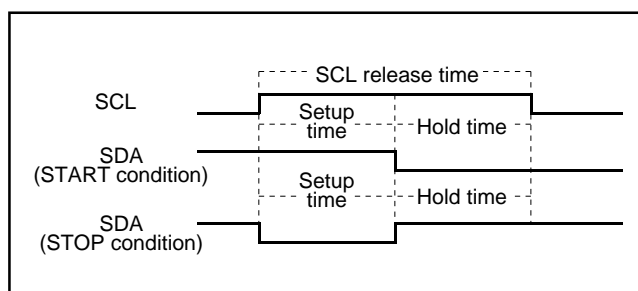 SCL release time
SCL
Setup
time
Hold time
SDA
(START condition)
Setup
time
Hold time
SDA
(STOP condition)